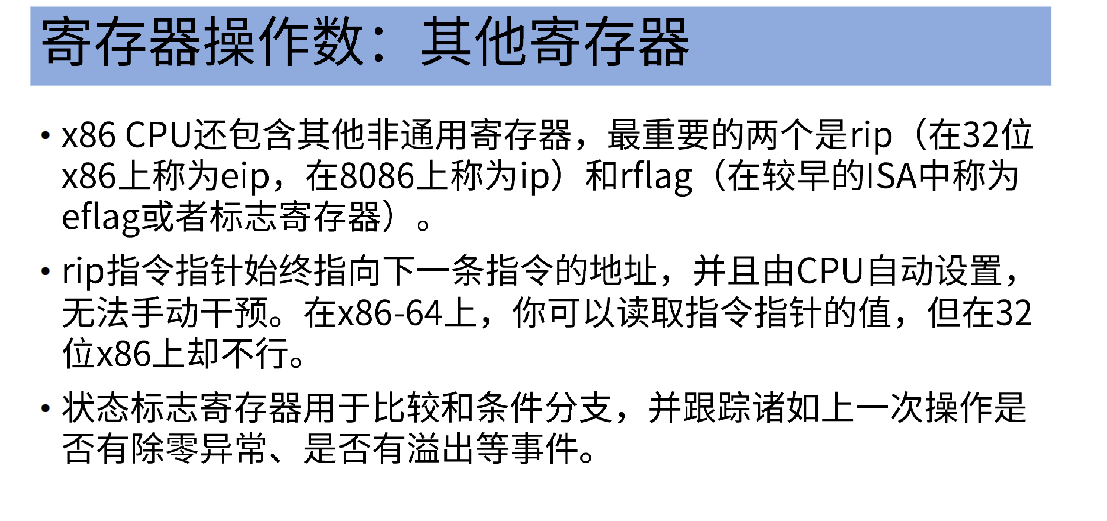 寄存器操作数：其他寄存器
• x86 CPU还包含其他非通用寄存器，最重要的两个是rip（在32位
x86上称为eip，在8086上称为ip）和rflag（在较早的ISA中称为
eflag或者标志寄存器）。
• rip指令指针始终指向下一条指令的地址，并且由CPU自动设置，
无法手动干预。在x86-64上，你可以读取指令指针的值，但在32
位x86上却不行。
• 状态标志寄存器用于比较和条件分支，并跟踪诸如上一次操作是
否有除零异常、是否有溢出等事件。